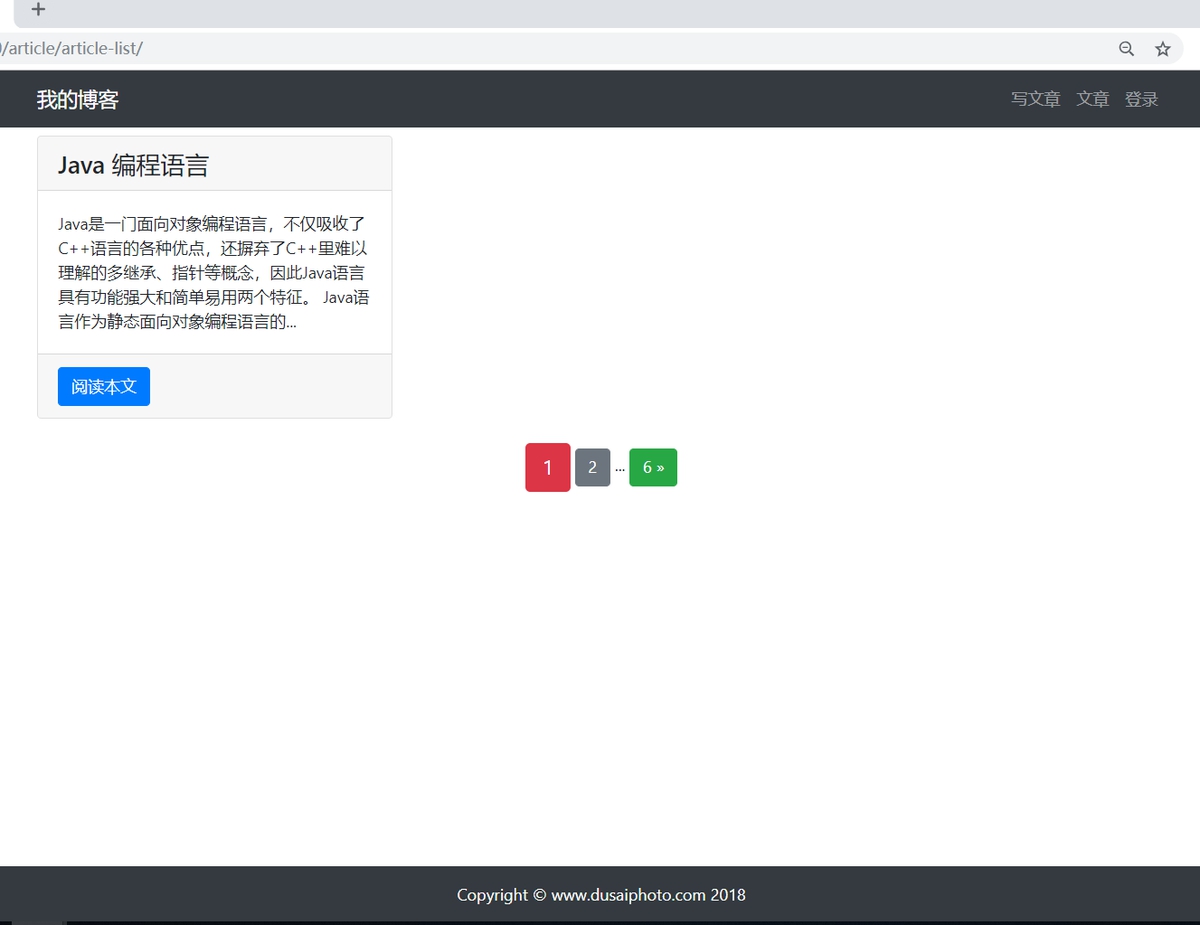 /article/article-list/
我的博客
写文章 文章 登录
Java 编程语言
Java是一门面向对象编程语言，不仅吸收了
C++语言的各种优点，还摒弃了C++里难以
理解的多继承、指针等概念，因此Java语言
具有功能强大和简单易用两个特征。 Java语
言作为静态面向对象编程语言的...
阅读本文
1 2 ... 6 »
Copyright © www.dusaiphoto.com 2018